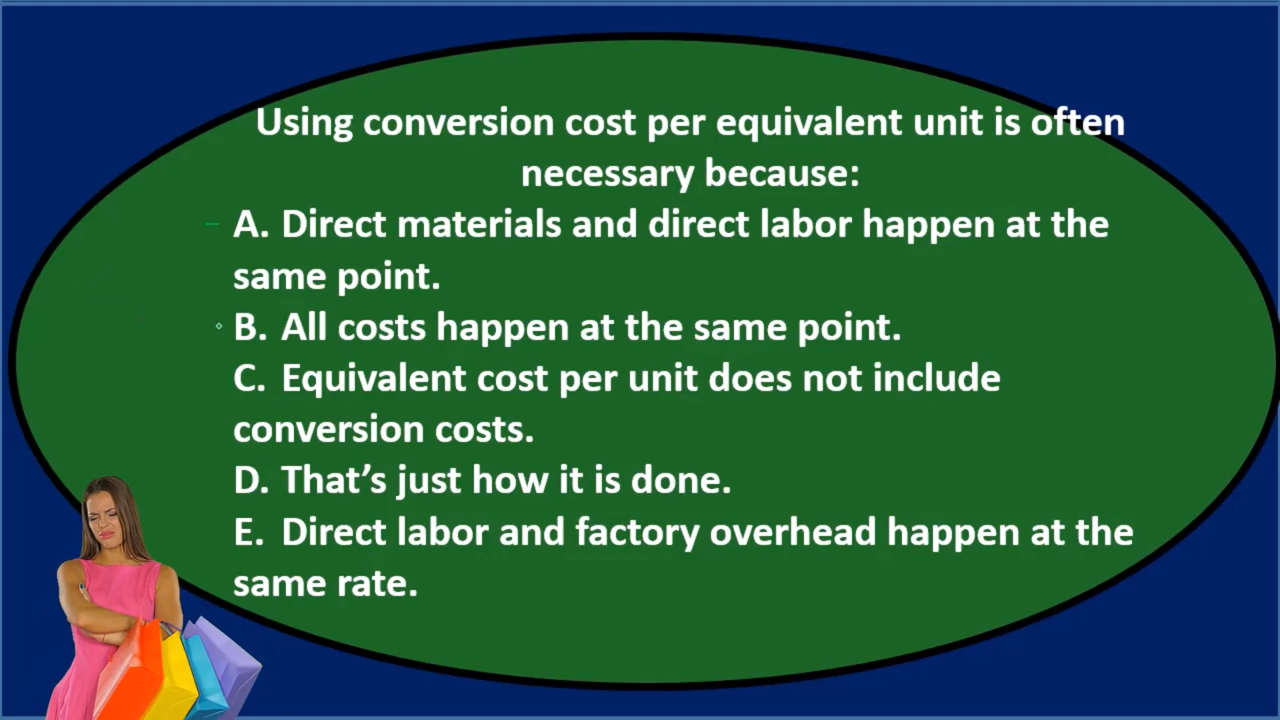 Using conversion cost per equivalent unit is often
necessary because:
A. Direct materials and direct labor happen at the
same point.
B. All costs happen at the same point.
C. Equivalent cost per unit does not include
conversion costs.
D. That’s just how it is done.
E. Direct labor and factory overhead happen at the
same rate.